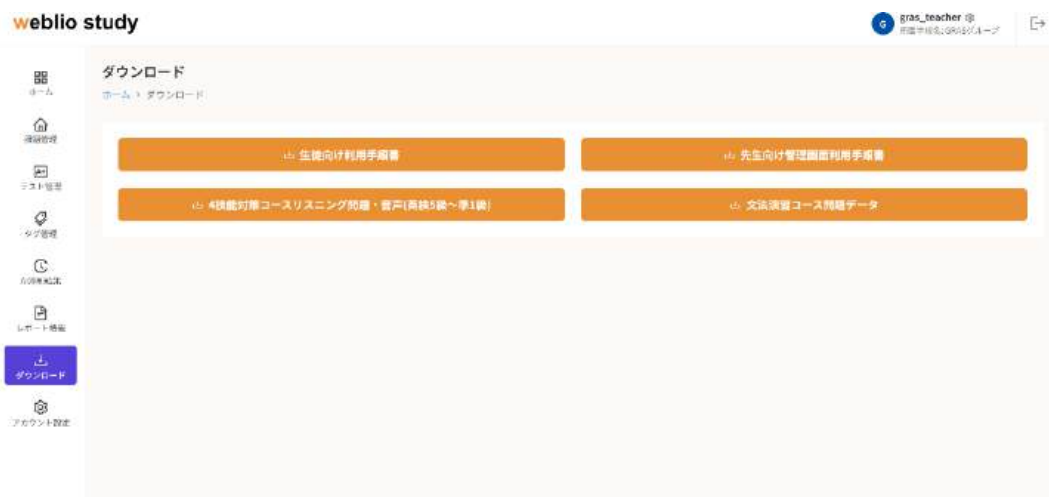 weblio study
gras_teacher
ホーム
ダウンロード
ホーム › ダウンロード
宿題管理
生徒向け利用手順書
先生向け管理画面利用手順書
テスト管理
4技能対策コースリスニング問題・音声(英検5級～準1級)
文法演習コース問題データ
タグ管理
レポート機能
ダウンロード
アカウント設定